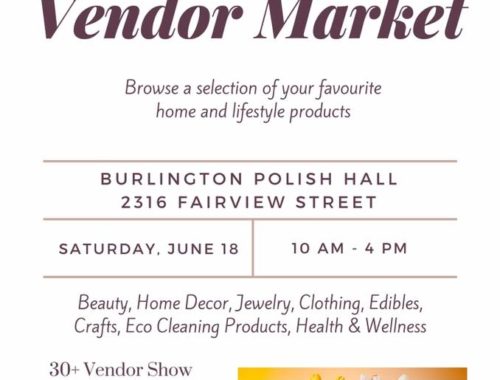 Vendor Market
Browse a selection of your favourite
home and lifestyle products
BURLINGTON POLISH HALL
2316 FAIRVIEW STREET
SATURDAY, JUNE 18
10 AM - 4 PM
Beauty, Home Decor, Jewelry, Clothing, Edibles,
Crafts, Eco Cleaning Products, Health & Wellness
30+ Vendor Show